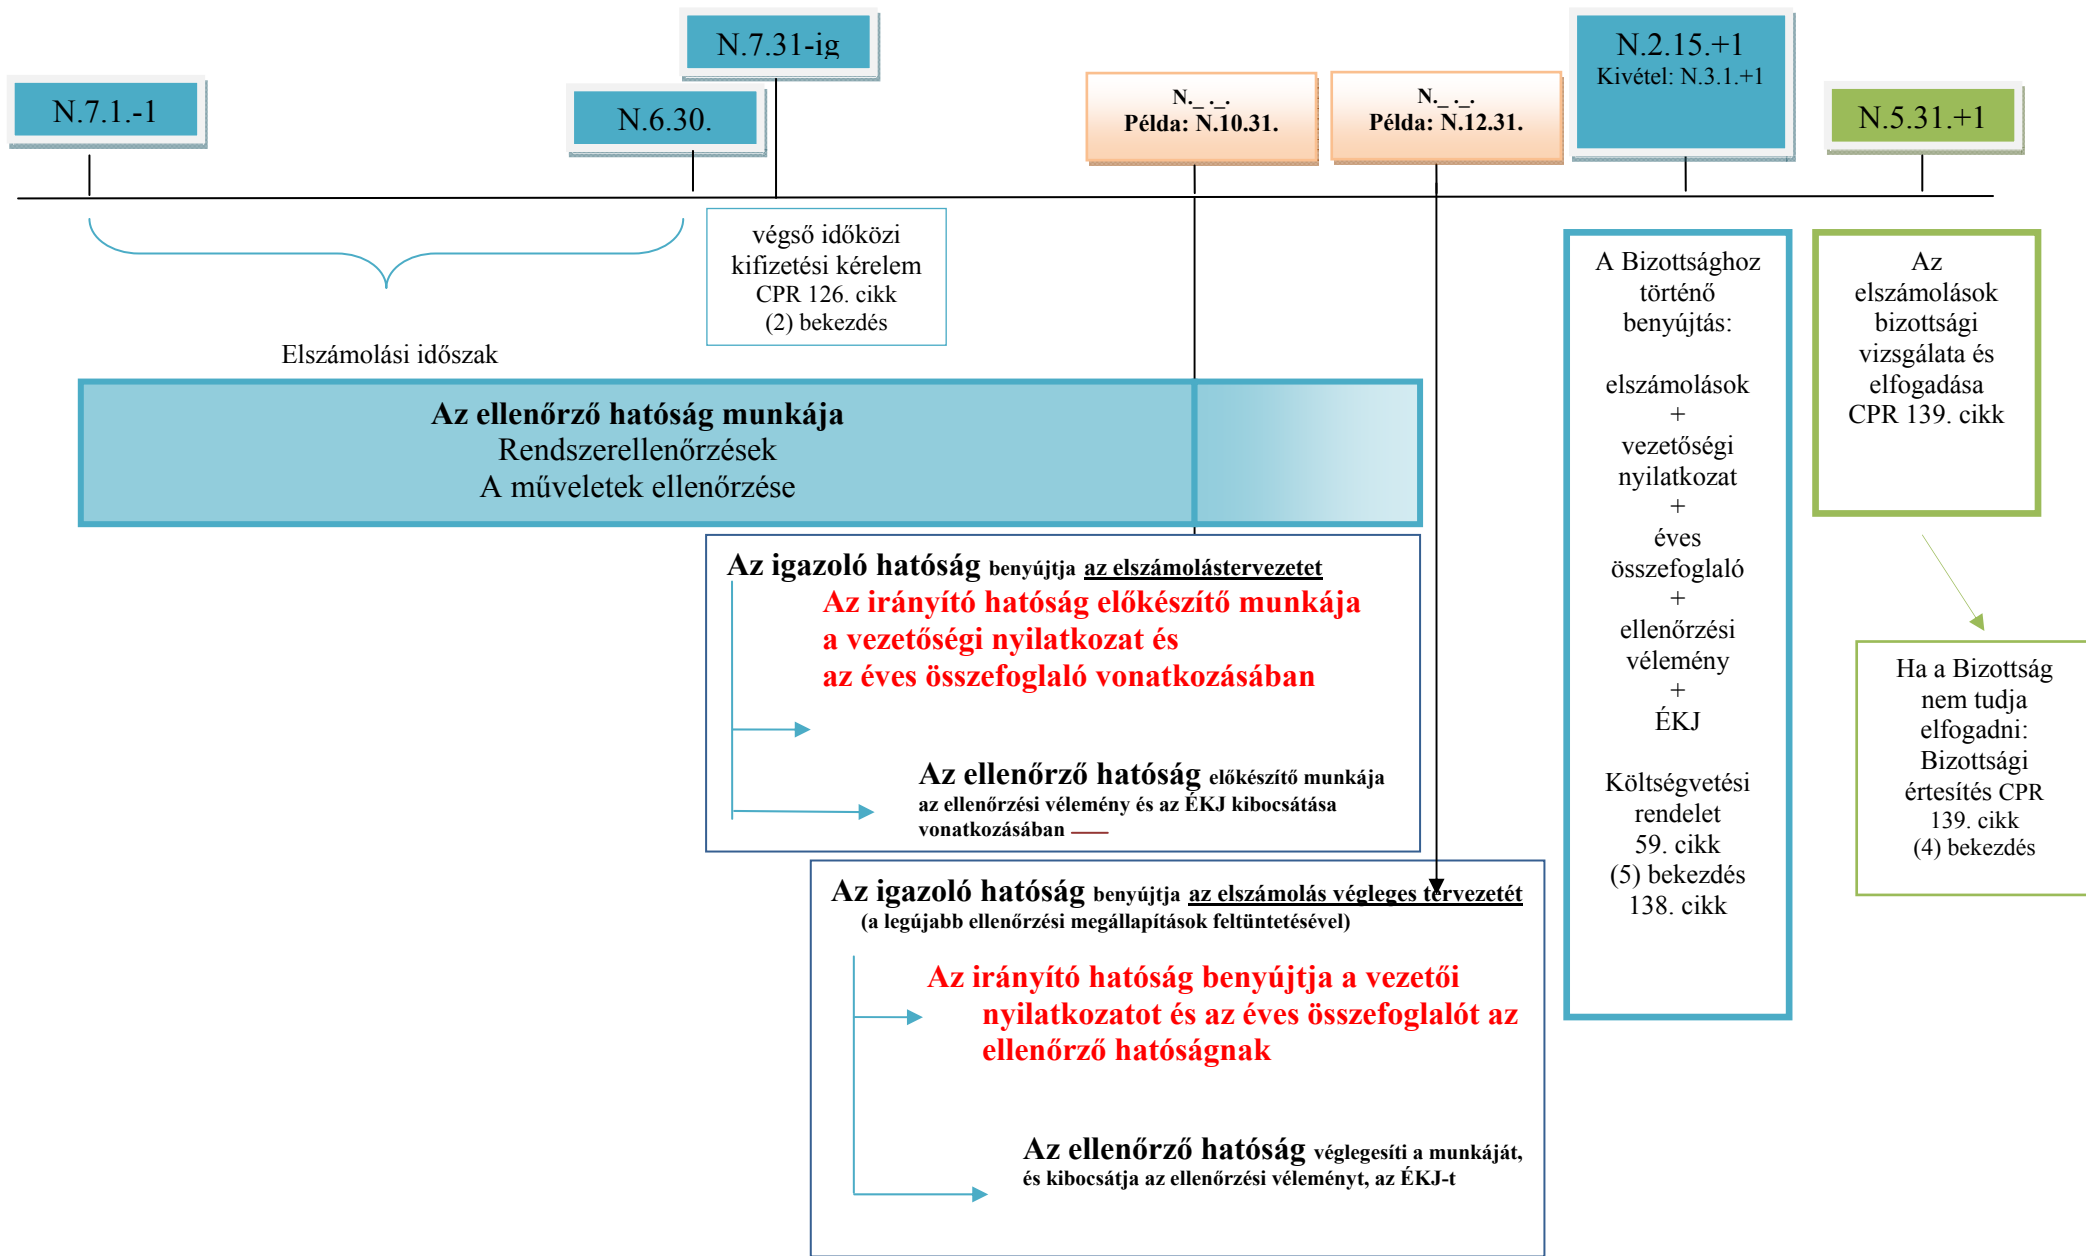 N.7.1.-1
N.6.30.
N.7.31-ig
N._ ._.
Példa: N.10.31.
N._ ._.
Példa: N.12.31.
N.2.15.+1
Kivétel: N.3.1.+1
N.5.31.+1
Elszámolási időszak
végső időközi
kifizetési kérelem
CPR 126. cikk
(2) bekezdés
Az ellenőrző hatóság munkája
Rendszerellenőrzések
A műveletek ellenőrzése
Az igazoló hatóság benyújtja az elszámolástervezetet
Az irányító hatóság előkészítő munkája
a vezetőségi nyilatkozat és
az éves összefoglaló vonatkozásában
Az ellenőrző hatóság előkészítő munkája
az ellenőrzési vélemény és az ÉKJ kibocsátása
vonatkozásában
Az igazoló hatóság benyújtja az elszámolás végleges tervezetét
(a legújabb ellenőrzési megállapítások feltüntetésével)
Az irányító hatóság benyújtja a vezetői
nyilatkozatot és az éves összefoglalót az
ellenőrző hatóságnak
Az ellenőrző hatóság véglegesíti a munkáját,
és kibocsátja az ellenőrzési véleményt, az ÉKJ-t
A Bizottsághoz
történő
benyújtás:
elszámolások
+
vezetőségi
nyilatkozat
+
éves
összefoglaló
+
ellenőrzési
vélemény
+
ÉKJ
Költségvetési
rendelet
59. cikk
(5) bekezdés
138. cikk
Az
elszámolások
bizottsági
vizsgálata és
elfogadása
CPR 139. cikk
Ha a Bizottság
nem tudja
elfogadni:
Bizottsági
értesítés CPR
139. cikk
(4) bekezdés